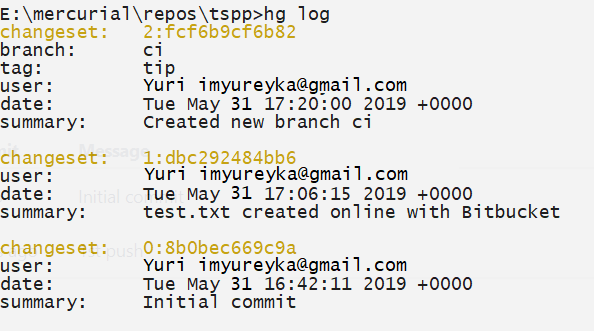 E:\mercurial\repos\tspp>hg log
changeset:   2:fcf6b9cf6b82
branch:      ci
tag:         tip
user:        Yuri imyureyka@gmail.com
date:        Tue May 31 17:20:00 2019 +0000
summary:     Created new branch ci
Message
changeset:   1:dbc292484bb6
user:        Yuri imyureyka@gmail.com
date:        Tue May 31 17:06:15 2019 +0000
Initial commit
summary:     test.txt created online with Bitbucket
changeset:   0:8b0bec669c9a
user:        Yuri imyureyka@gmail.com
date:        Tue May 31 16:42:11 2019 +0000
summary:     Initial commit